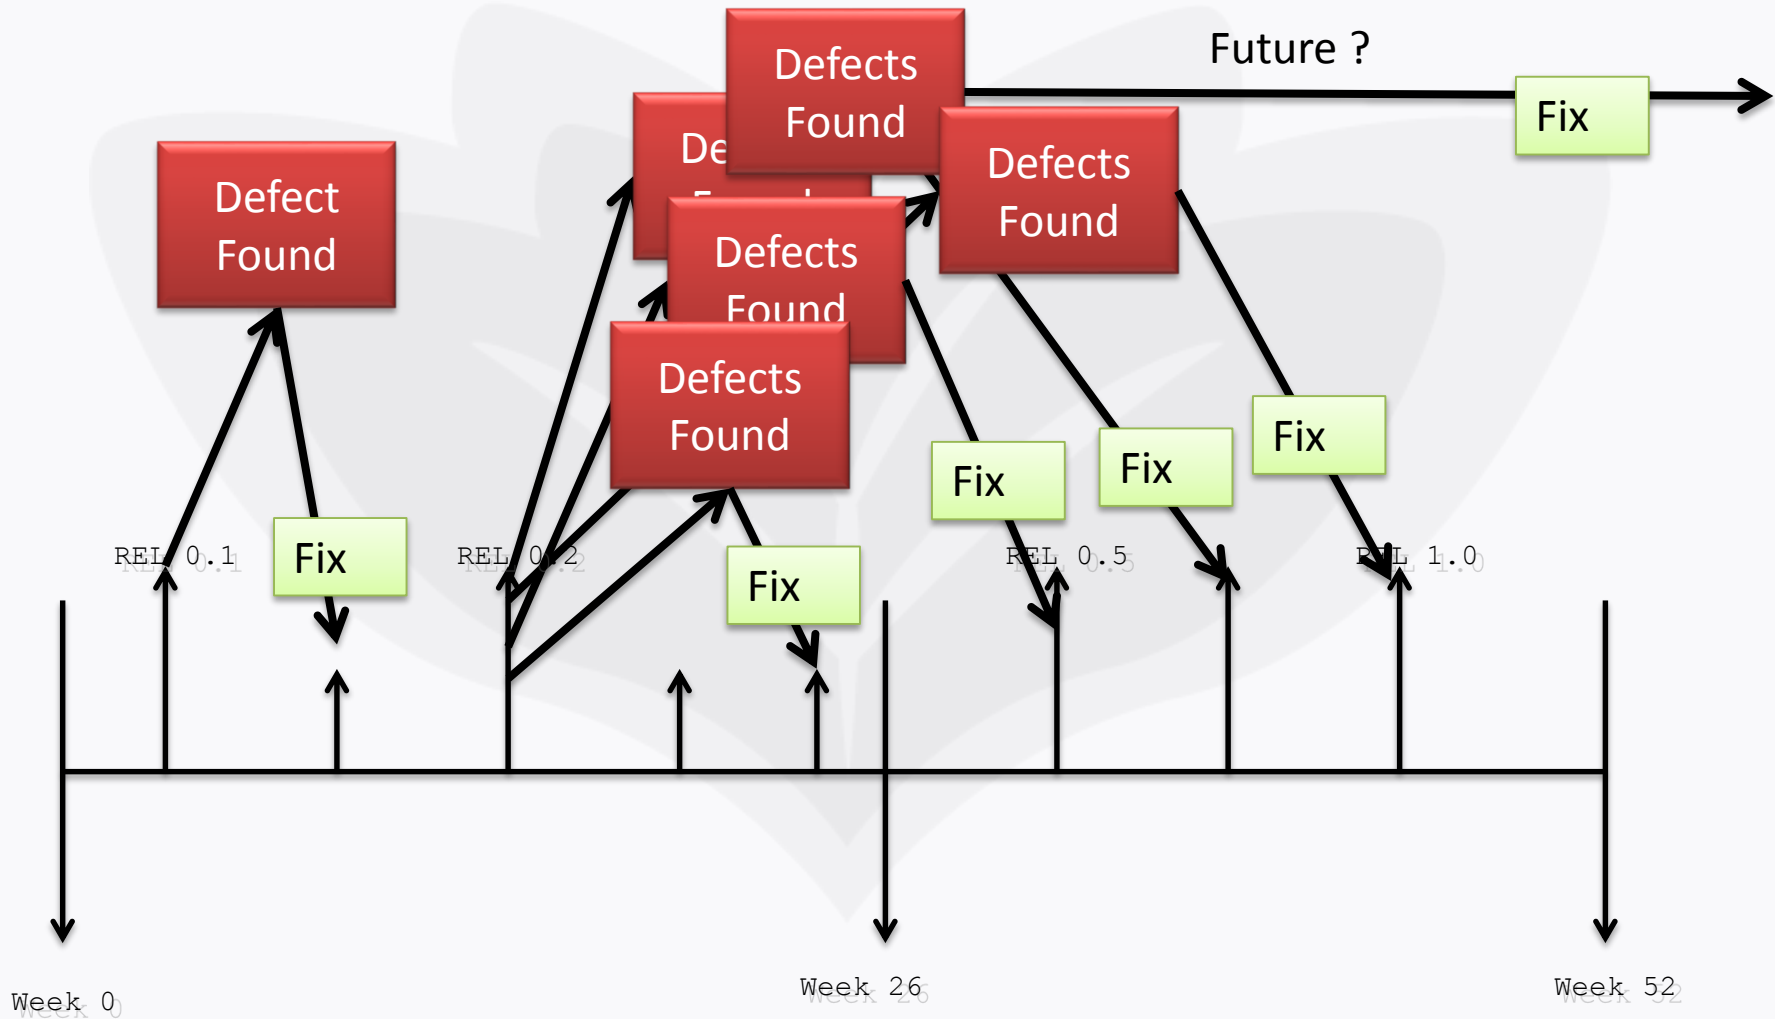 Future ?
Defects
Found
Fix
De
Defects
Found
Defect
Found
Defects
Found
Defects
Found
Fix
Fix
Fix
Fix
Fix
REL 0.1
REL 0.2
REL 0.5
REL 1.0
Week 0
Week 26
Week 52